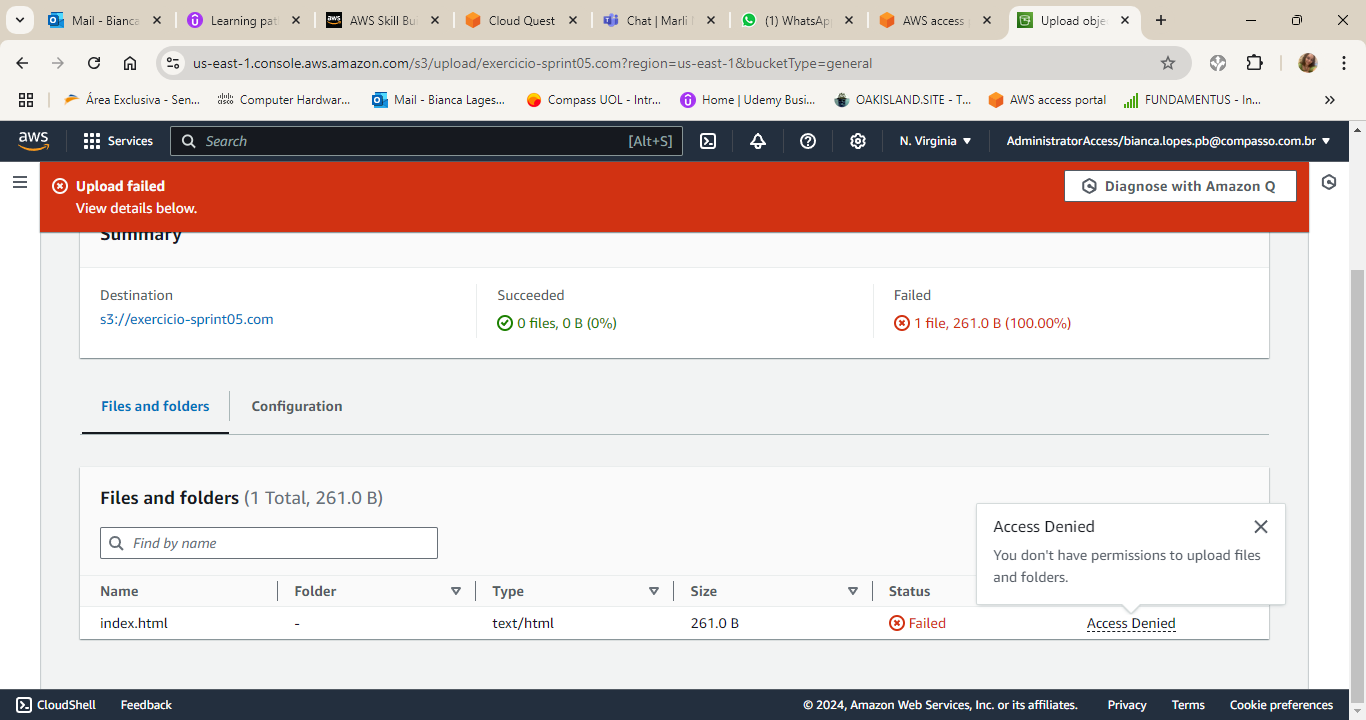 Mail - Bianca
Learning pat
AWS Skill Bui
Cloud Quest
Chat | Marli
(1) WhatsApp
AWS access
Upload obje
us-east-1.console.aws.amazon.com/s3/upload/exercicio-sprint05.com?region=us-east-1&bucketType=general
Área Exclusiva - Sen...
Computer Hardwar...
Mail - Bianca Lages...
Compass UOL - Intr...
Home | Udemy Busi...
OAKISLAND.SITE - T...
AWS access portal
FUNDAMENTUS - In...
aws
Services
Search
[Alt+S]
N. Virginia
AdministratorAccess/bianca.lopes.pb@compasso.com.br
Upload failed
View details below.
Diagnose with Amazon Q
Summary
Destination
s3://exercicio-sprint05.com
Succeeded
0 files, 0 B (0%)
Failed
1 file, 261.0 B (100.00%)
Files and folders
Configuration
Files and folders (1 Total, 261.0 B)
Find by name
Access Denied
You don't have permissions to upload files
and folders.
Name
Folder
Type
Size
Status
index.html
-
text/html
261.0 B
Failed
Access Denied
CloudShell
Feedback
© 2024, Amazon Web Services, Inc. or its affiliates.
Privacy
Terms
Cookie preferences